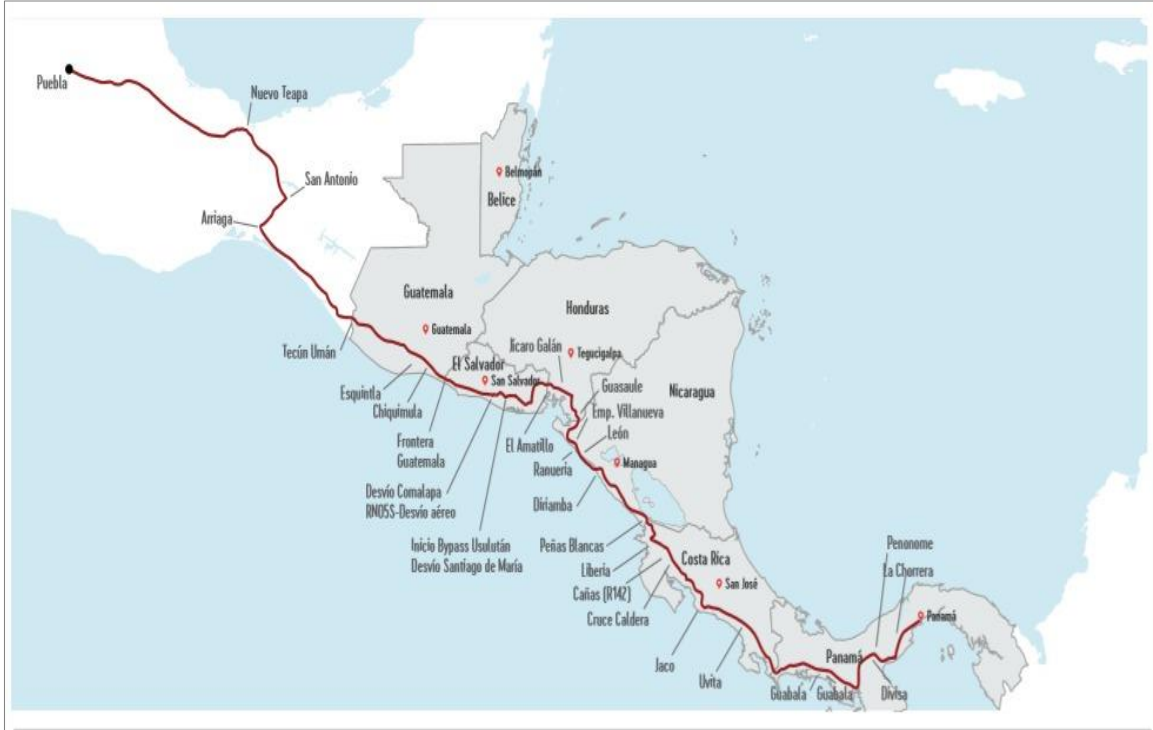 Puebla
Nuevo Teapa
San Antonio
Arriaga
Belmopán
Belice
Guatemala
Guatemala
Honduras
Tecún Umán
El Salvador
San Salvador
Jícaro Galán
Tegucigalpa
Esquintla
Chiquimula
Guasaule
Nicaragua
Emp. Villanueva
León
Frontera
Guatemala
El Amatillo
Ranueria
Managua
Desvío Comalapa
RN05S-Desvío aéreo
Diriamba
Inicio Bypass Usulután
Desvío Santiago de María
Peñas Blancas
Liberia
Costa Rica
Cañas (R142)
San José
Cruce Caldera
Penonome
La Chorrera
Panamá
Jaco
Uvita
Panamá
Guabala
Guabala
Divisa